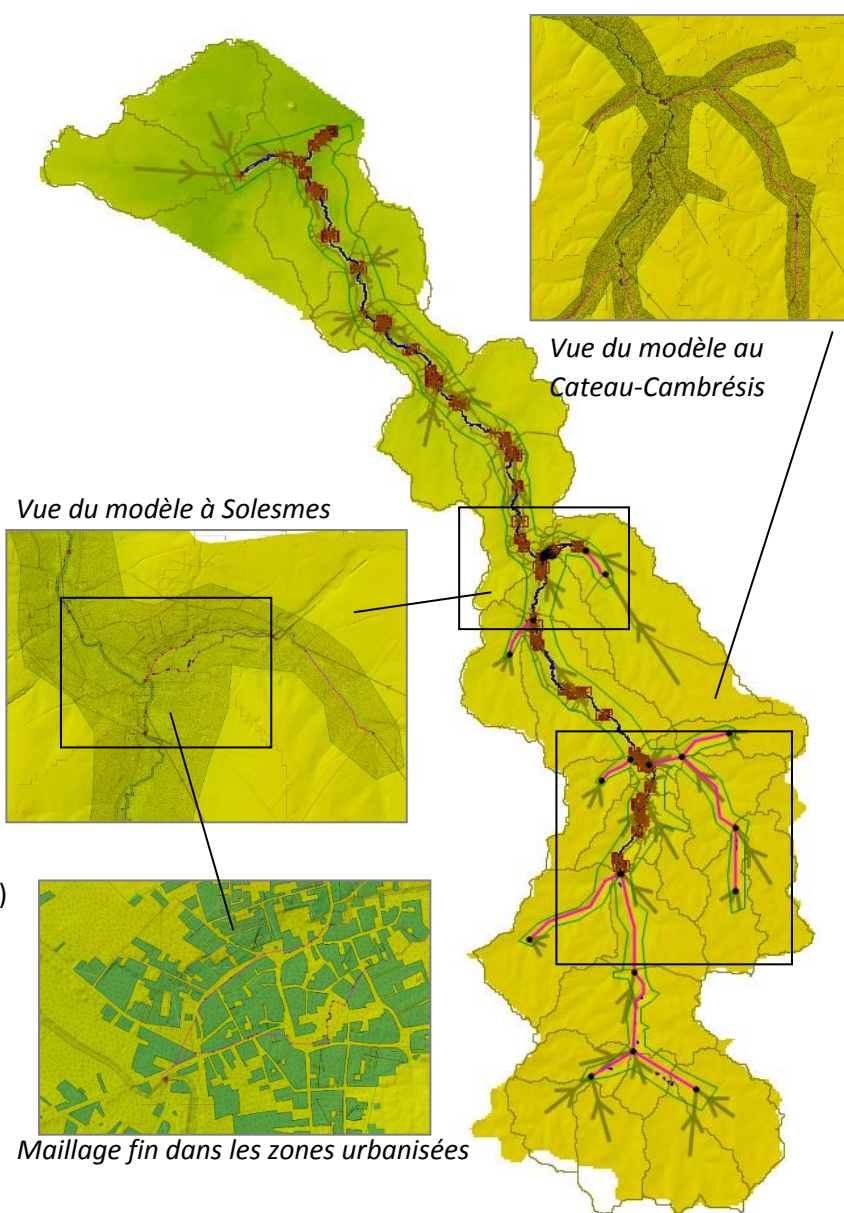 Vue du modèle au
Cateau-Cambrésis
Vue du modèle à Solesmes
)
Maillage fin dans les zones urbanisées